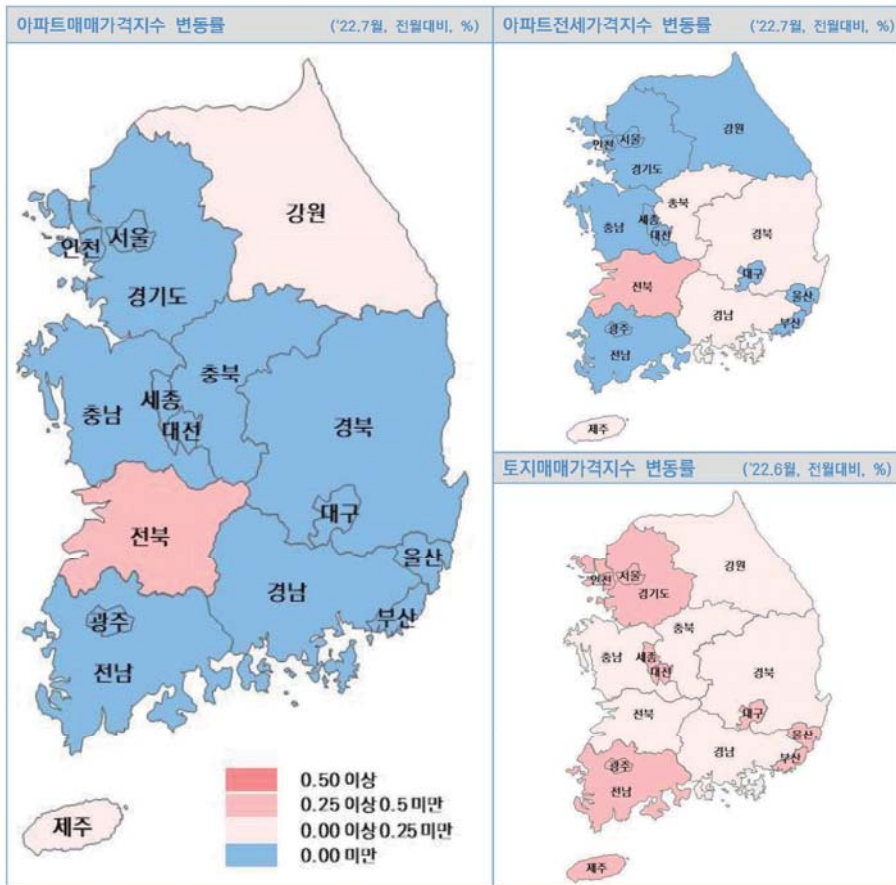 아파트매매가격지수 변동률 ('22.7월, 전월대비, %)
강원
서울
인천
경기도
충북
세종
충남
대전
경북
대구
전북
울산
경남
부산
광주
전남
제주
0.50 이상
0.25 이상 0.5 미만
0.00 이상 0.25 미만
0.00 미만
아파트전세가격지수 변동률 ('22.7월, 전월대비, %)
강원
서울
인천
경기도
충북
세종
충남
대전
경북
대구
전북
울산
경남
부산
광주
전남
제주
토지매매가격지수 변동률 ('22.6월, 전월대비, %)
강원
서울
인천
경기도
충북
세종
충남
대전
경북
대구
전북
울산
경남
부산
광주
전남
제주